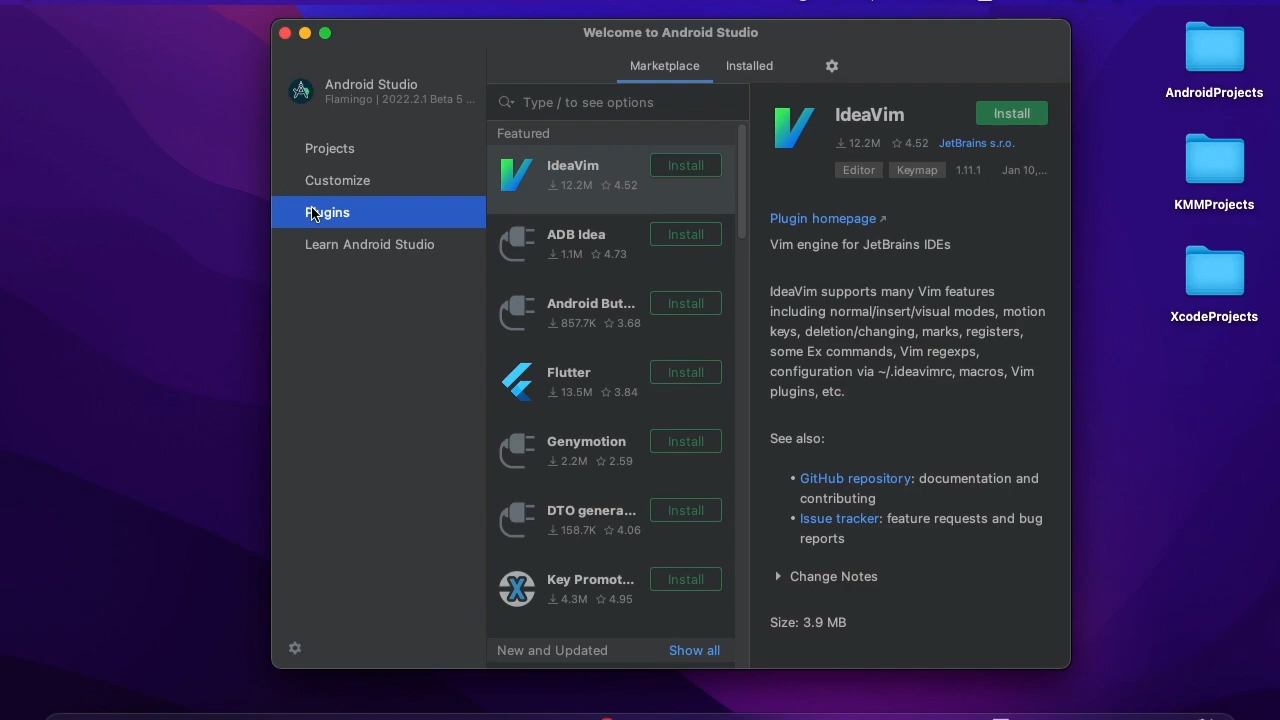 Welcome to Android Studio
Android Studio
Flamingo | 2022.2.1 Beta 5 ...
Projects
Customize
Plugins
Learn Android Studio
Marketplace
Installed
Type / to see options
Featured
IdeaVim
Install
12.2M 4.52
ADB Idea
Install
1.1M 4.73
Android But...
Install
857.7K 3.68
Flutter
Install
13.5M 3.84
Genymotion
Install
2.2M 2.59
DTO genera...
Install
158.7K 4.06
Key Promot...
Install
4.3M 4.95
New and Updated
Show all
IdeaVim
Install
12.2M 4.52 JetBrains s.r.o.
Editor Keymap 1.11.1 Jan 10,...
Plugin homepage ↗
Vim engine for JetBrains IDEs
IdeaVim supports many Vim features
including normal/insert/visual modes, motion
keys, deletion/changing, marks, registers,
some Ex commands, Vim regexps,
configuration via ~/.ideavimrc, macros, Vim
plugins, etc.
See also:
• GitHub repository: documentation and
contributing
• Issue tracker: feature requests and bug
reports
Change Notes
Size: 3.9 MB
AndroidProjects
KMMProjects
XcodeProjects